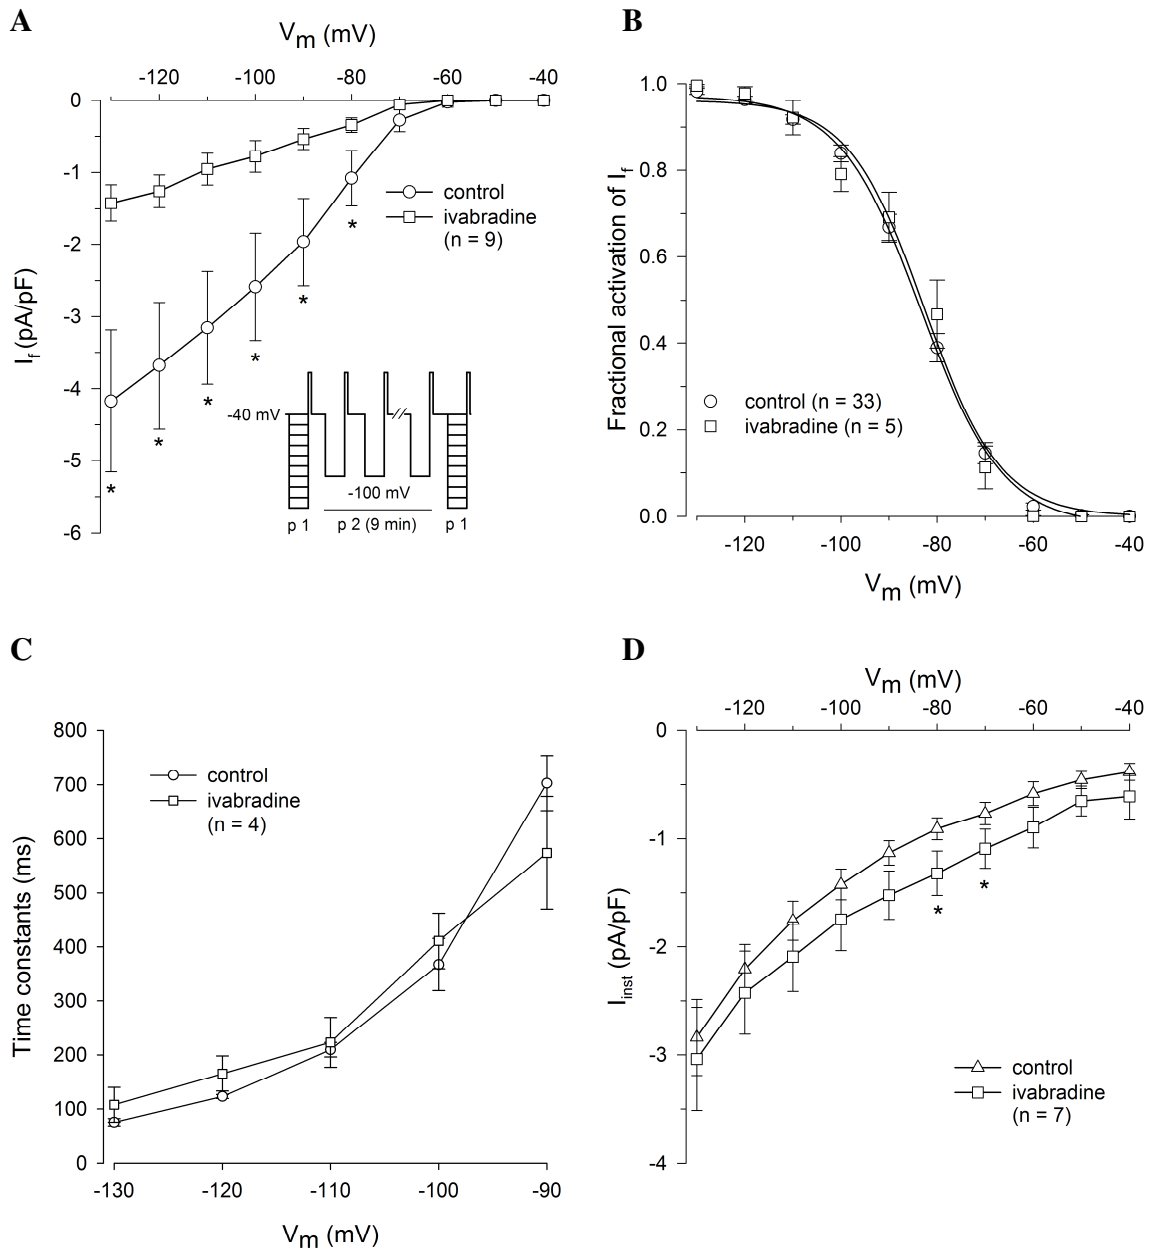 A
V_m (mV)
-120 -100 -80 -60 -40
0
-1
-2
-3
-4
-5
-6
I_f (pA/pF)
control
ivabradine
(n = 9)
*
*
*
*
*
*
-40 mV
-100 mV
p 1 p 2 (9 min) p 1
B
1.0
0.8
0.6
0.4
0.2
0.0
Fractional activation of I_f
control (n = 33)
ivabradine (n = 5)
-120 -100 -80 -60 -40
V_m (mV)
C
800
700
600
500
400
300
200
100
0
Time constants (ms)
control
ivabradine
(n = 4)
-130 -120 -110 -100 -90
V_m (mV)
D
V_m (mV)
-120 -100 -80 -60 -40
0
-1
-2
-3
-4
I_inst (pA/pF)
*
*
control
ivabradine
(n = 7)